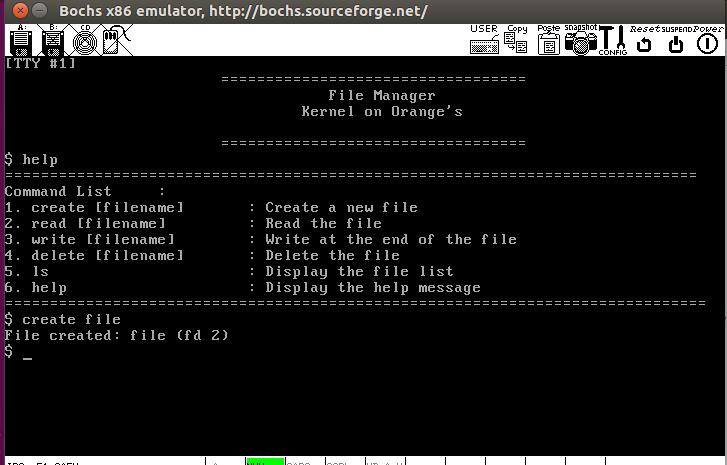 Bochs x86 emulator, http://bochs.sourceforge.net/
A: B: CD USER Copy Paste snapshot CONFIG Reset SUSPEND Power
[TTY #1]
==================================
File Manager
Kernel on Orange's
==================================
$ help
=============================================================================
Command List     :
1. create [filename]       : Create a new file
2. read [filename]         : Read the file
3. write [filename]        : Write at the end of the file
4. delete [filename]       : Delete the file
5. ls                      : Display the file list
6. help                    : Display the help message
==============================================================================
$ create file
File created: file (fd 2)
$ _